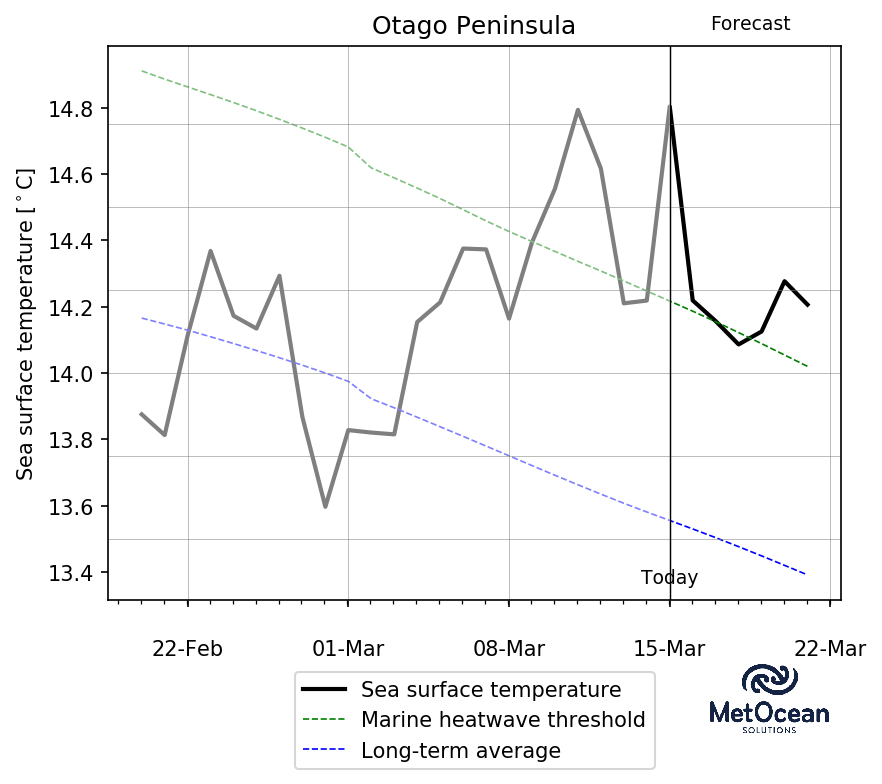 Otago Peninsula
Forecast
Sea surface temperature [°C]
14.8
14.6
14.4
14.2
14.0
13.8
13.6
13.4
Today
22-Feb 01-Mar 08-Mar 15-Mar 22-Mar
Sea surface temperature
Marine heatwave threshold
Long-term average
MetOcean
SOLUTIONS